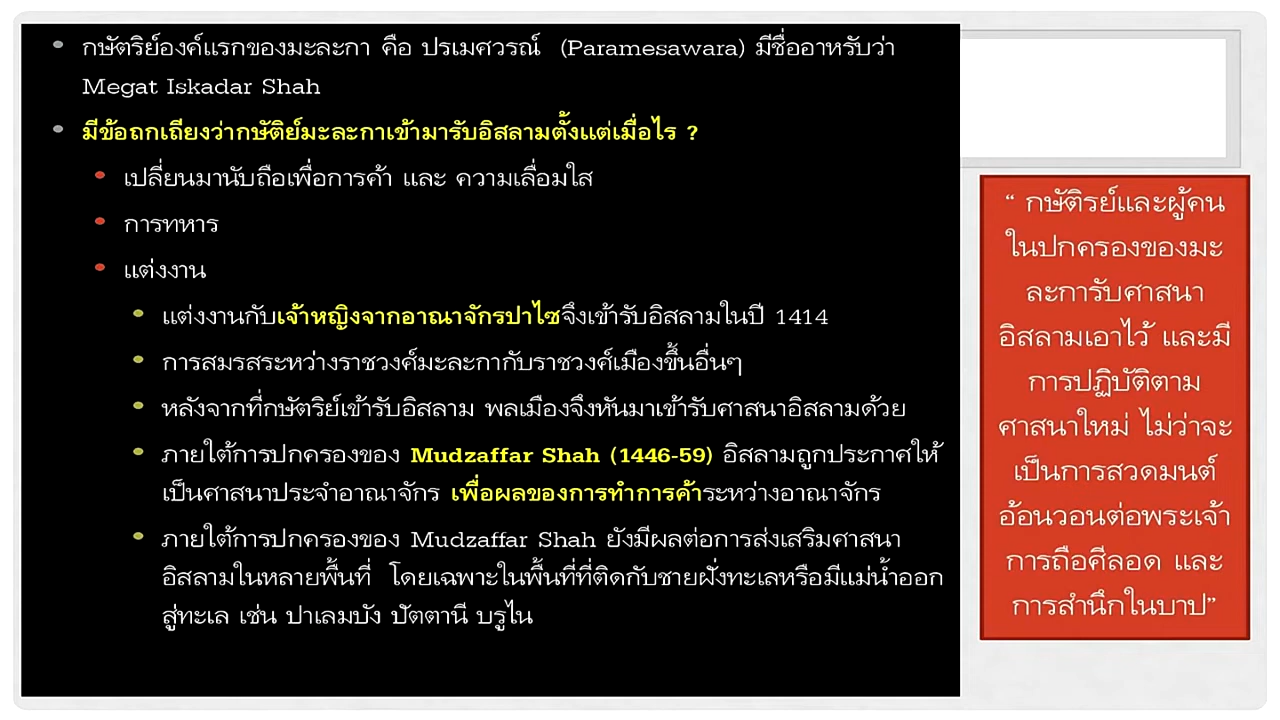 กษัตริย์องค์แรกของมะละกา คือ ปรเมศวรณ์ (Paramesawara) มีชื่ออาหรับว่า
Megat Iskadar Shah
มีข้อถกเถียงว่ากษัติย์มะละกาเข้ามารับอิสลามตั้งแต่เมื่อไร ?
เปลี่ยนมานับถือเพื่อการค้า และ ความเลื่อมใส
การทหาร
แต่งงาน
แต่งงานกับเจ้าหญิงจากอาณาจักรปาไซจึงเข้ารับอิสลามในปี 1414
การสมรสระหว่างราชวงศ์มะละกากับราชวงศ์เมืองขึ้นอื่นๆ
หลังจากที่กษัตริย์เข้ารับอิสลาม พลเมืองจึงหันมาเข้ารับศาสนาอิสลามด้วย
ภายใต้การปกครองของ Mudzaffar Shah (1446-59) อิสลามถูกประกาศให้
เป็นศาสนาประจำอาณาจักร เพื่อผลของการทำการค้าระหว่างอาณาจักร
ภายใต้การปกครองของ Mudzaffar Shah ยังมีผลต่อการส่งเสริมศาสนา
อิสลามในหลายพื้นที่ โดยเฉพาะในพื้นที่ที่ติดกับชายฝั่งทะเลหรือมีแม่น้ำออก
สู่ทะเล เช่น ปาเลมบัง ปัตตานี บรูไน
“ กษัติรย์และผู้คน
ในปกครองของมะ
ละการับศาสนา
อิสลามเอาไว้ และมี
การปฏิบัติตาม
ศาสนาใหม่ ไม่ว่าจะ
เป็นการสวดมนต์
อ้อนวอนต่อพระเจ้า
การถือศีลอด และ
การสำนึกในบาป”